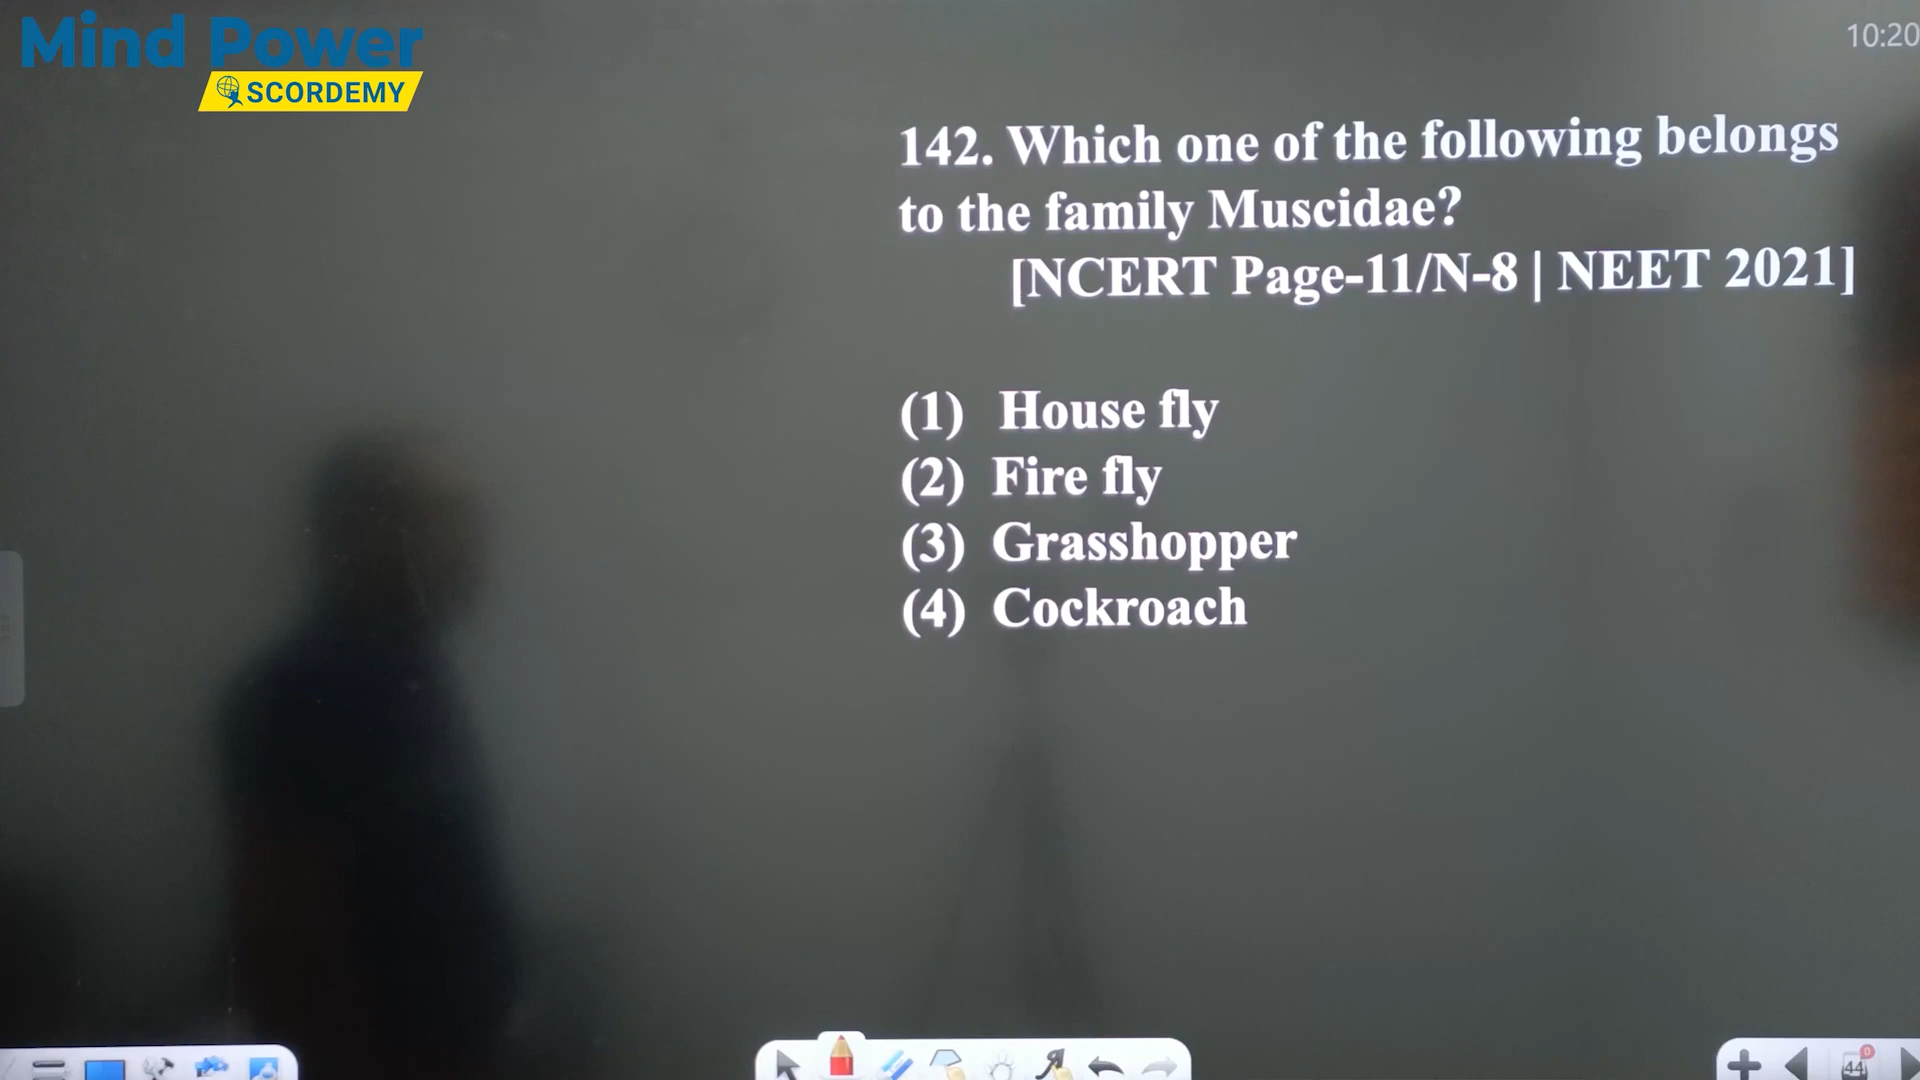 Mind Power
SCORDEMY
10:20
142. Which one of the following belongs
to the family Muscidae?
[NCERT Page-11/N-8 | NEET 2021]
(1) House fly
(2) Fire fly
(3) Grasshopper
(4) Cockroach
0
44